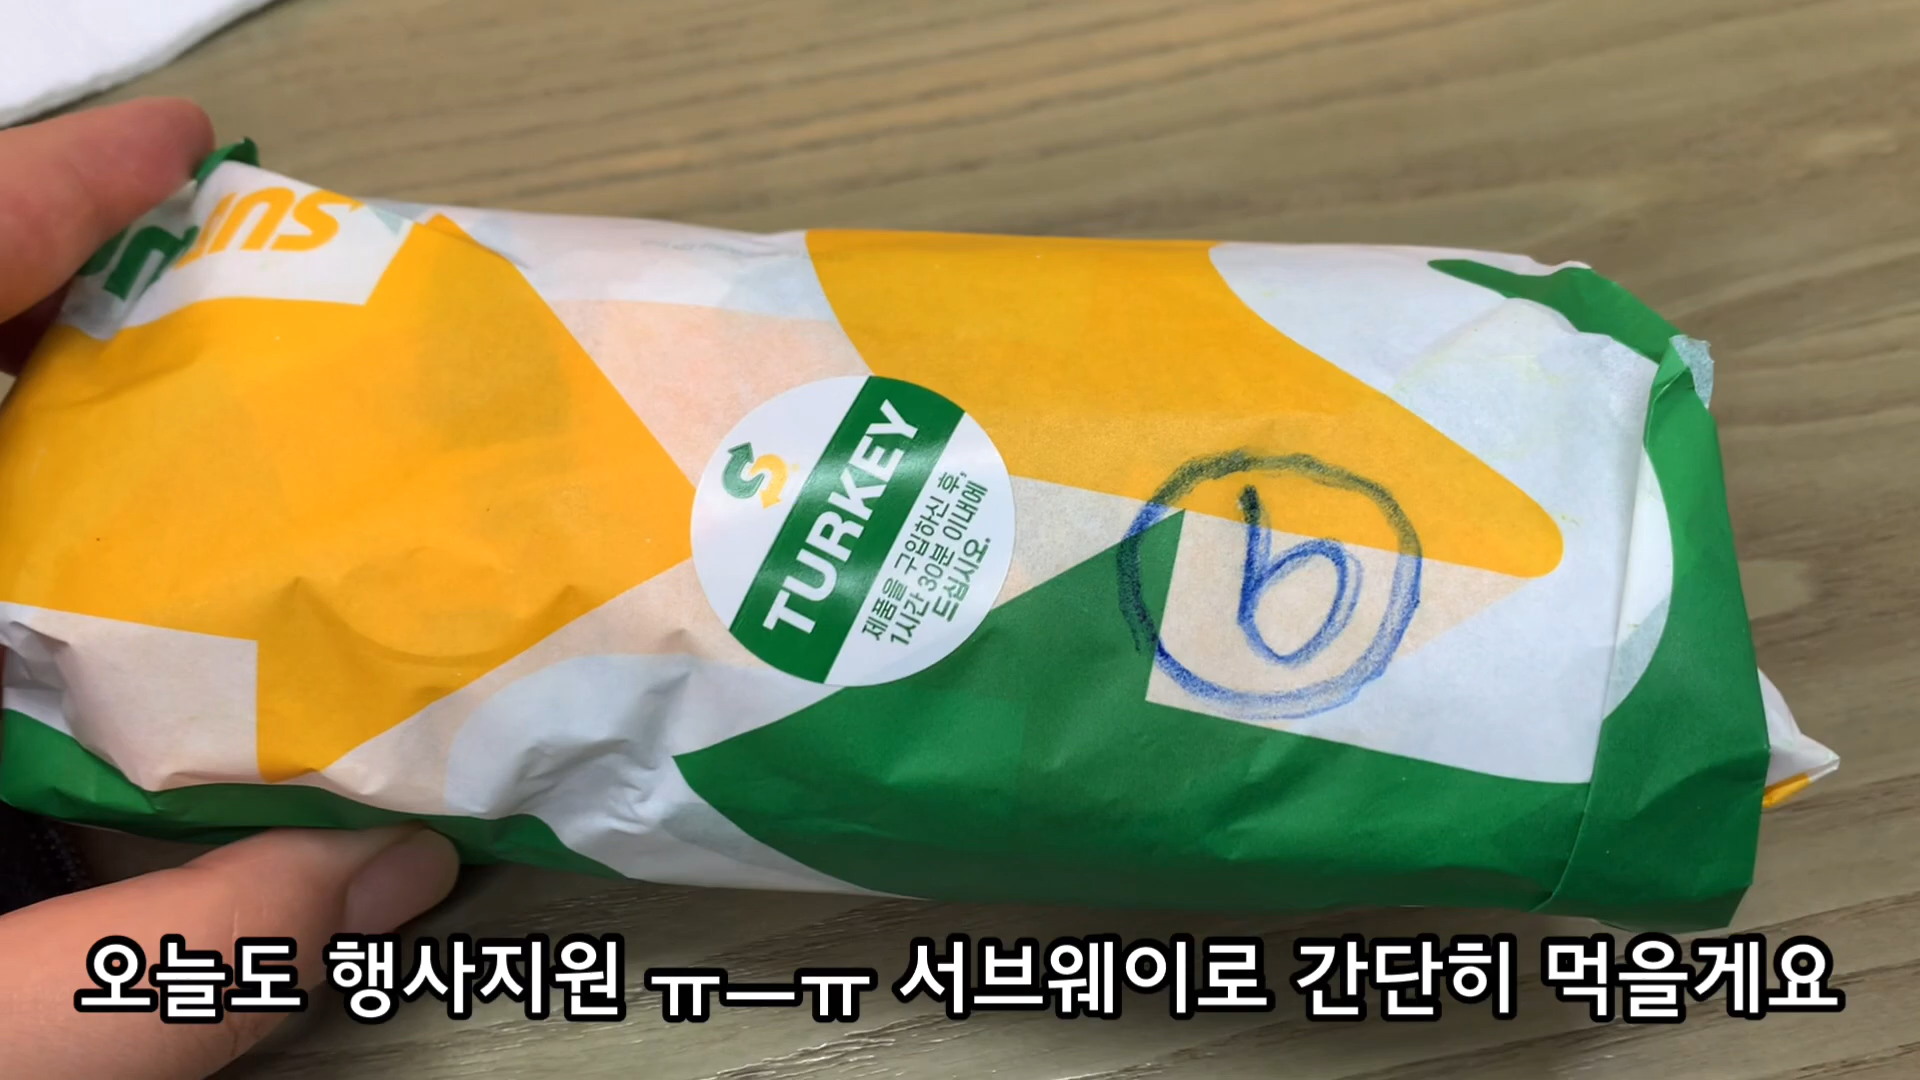 SU
TURKEY
제품을 구입하신 후,
1시간 30분 이내에
드십시오.
6
오늘도 행사지원 ㅠㅡㅠ 서브웨이로 간단히 먹을게요